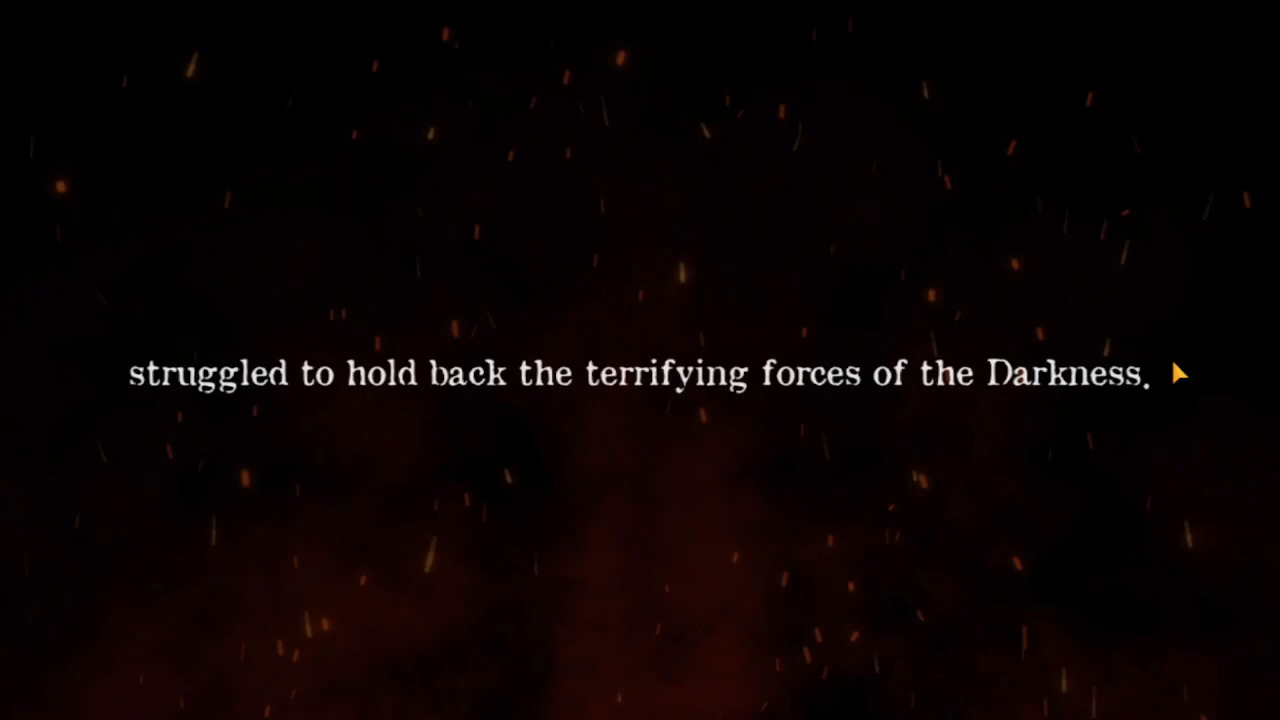 struggled to hold back the terrifying forces of the Darkness.